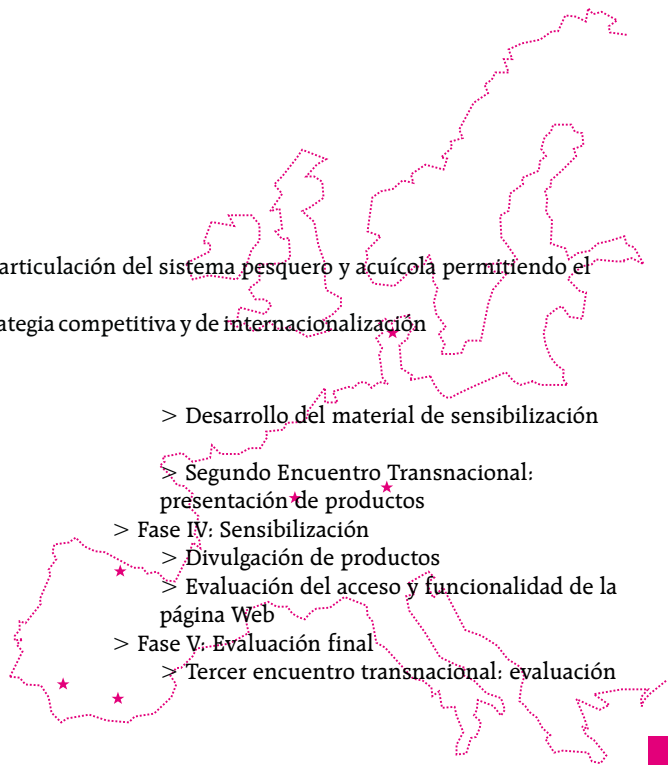 articulación del sistema pesquero y acuícola permitiendo el
ategia competitiva y de internacionalización
> Desarrollo del material de sensibilización
> Segundo Encuentro Transnacional:
presentación de productos
> Fase IV: Sensibilización
> Divulgación de productos
> Evaluación del acceso y funcionalidad de la
página Web
> Fase V: Evaluación final
> Tercer encuentro transnacional: evaluación